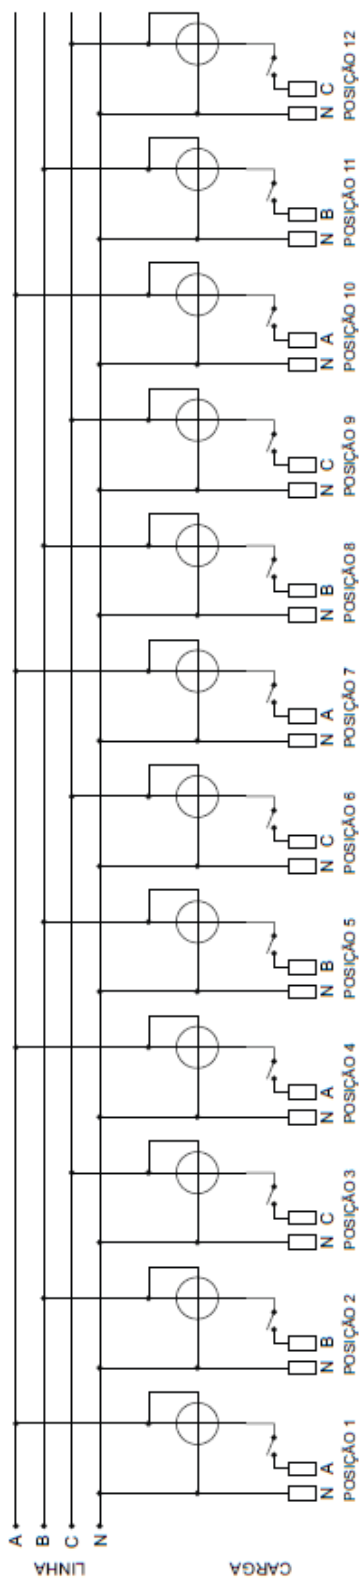 LINHA
A
B
C
N
CARGA
N A
POSIÇÃO 1
N B
POSIÇÃO 2
N C
POSIÇÃO 3
N A
POSIÇÃO 4
N B
POSIÇÃO 5
N C
POSIÇÃO 6
N A
POSIÇÃO 7
N B
POSIÇÃO 8
N C
POSIÇÃO 9
N A
POSIÇÃO 10
N B
POSIÇÃO 11
N C
POSIÇÃO 12